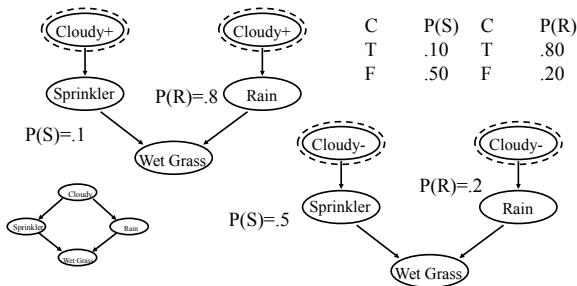 Cloudy+
Cloudy+
C P(S) C P(R)
T .10 T .80
F .50 F .20
Sprinkler
P(R)=.8
Rain
P(S)=.1
Wet Grass
Cloudy-
Cloudy-
P(R)=.2
P(S)=.5
Sprinkler
Rain
Wet Grass
Cloudy
Sprinkler
Rain
Wet Grass